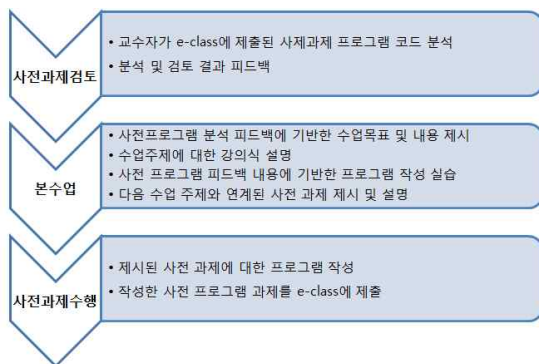 사전과제검토
• 교수자가 e-class에 제출된 사제과제 프로그램 코드 분석
• 분석 및 검토 결과 피드백
본수업
• 사전프로그램 분석 피드백에 기반한 수업목표 및 내용 제시
• 수업주제에 대한 강의식 설명
• 사전 프로그램 피드백 내용에 기반한 프로그램 작성 실습
• 다음 수업 주제와 연계된 사전 과제 제시 및 설명
사전과제수행
• 제시된 사전 과제에 대한 프로그램 작성
• 작성한 사전 프로그램 과제를 e-class에 제출